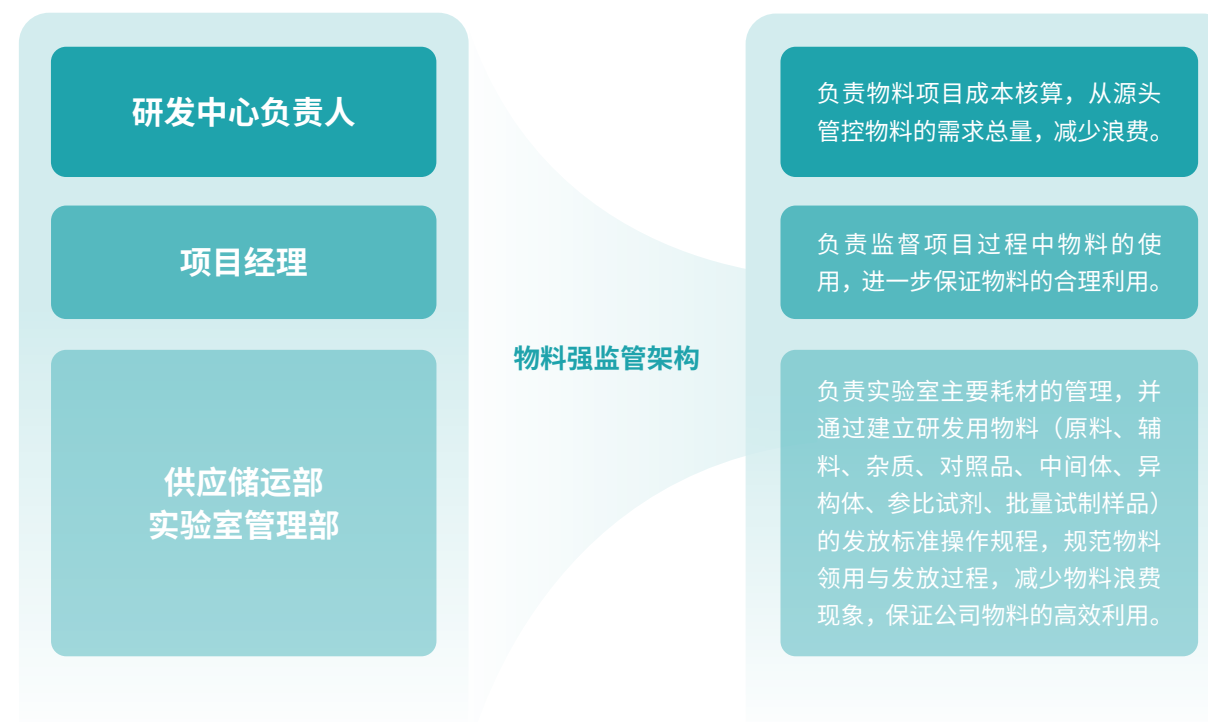 研发中心负责人
负责物料项目成本核算，从源头
管控物料的需求总量，减少浪费。
项目经理
负责监督项目过程中物料的使
用，进一步保证物料的合理利用。
物料强监管架构
供应储运部
实验室管理部
负责实验室主要耗材的管理，并
通过建立研发用物料（原料、辅
料、杂质、对照品、中间体、异
构体、参比试剂、批量试制样品）
的发放标准操作规程，规范物料
领用与发放过程，减少物料浪费
现象，保证公司物料的高效利用。